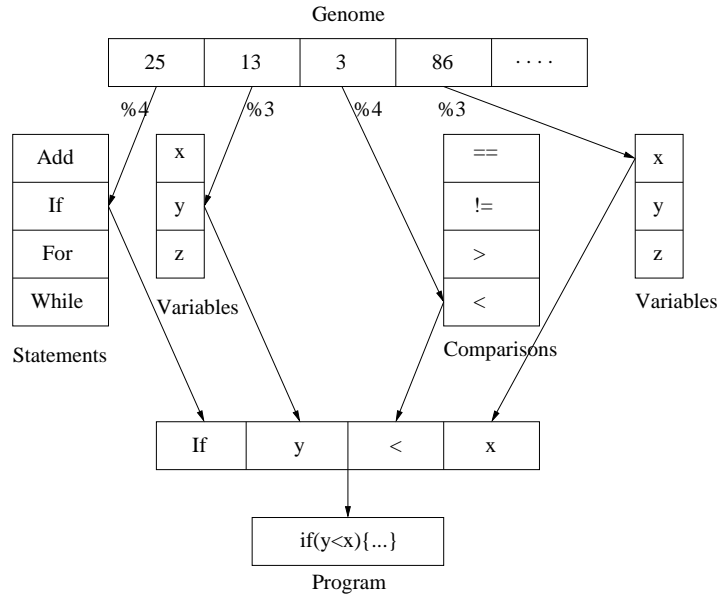 Genome
25 13 3 86 ....
%4 %3 %4 %3
Add x == x
If y != y
For z > z
While <
Variables Variables
Statements Comparisons
If y < x
if(y<x){...}
Program